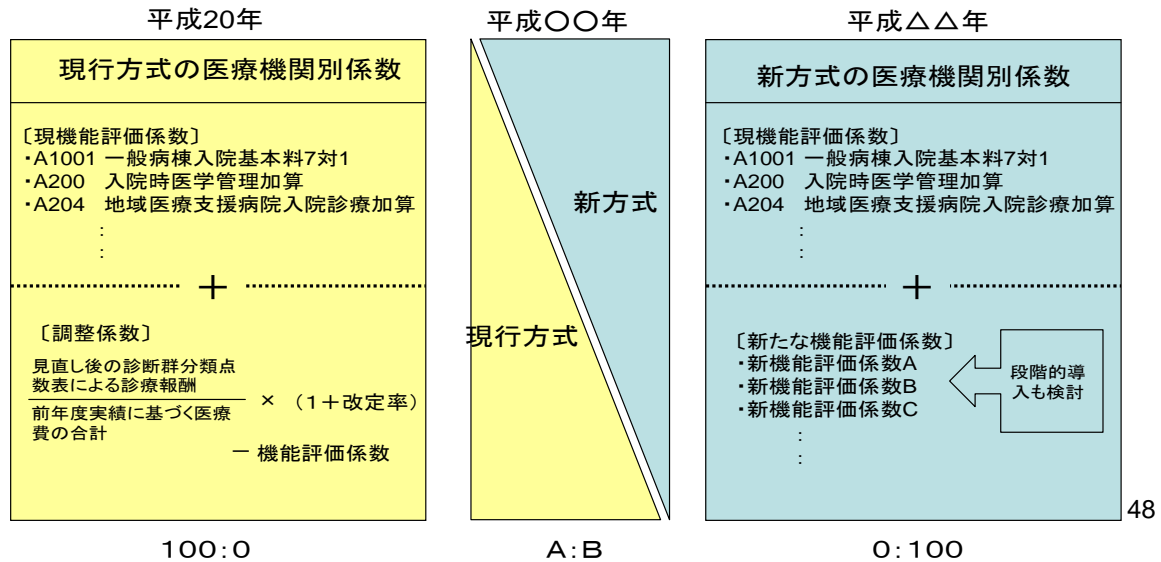 平成20年
平成〇〇年
平成△△年
現行方式の医療機関別係数
〔現機能評価係数〕
・A1001 一般病棟入院基本料7対1
・A200 入院時医学管理加算
・A204 地域医療支援病院入院診療加算
:
:
+
〔調整係数〕
見直し後の診断群分類点
数表による診療報酬
前年度実績に基づく医療
費の合計
× (1+改定率)
- 機能評価係数
新方式
現行方式
新方式の医療機関別係数
〔現機能評価係数〕
・A1001 一般病棟入院基本料7対1
・A200 入院時医学管理加算
・A204 地域医療支援病院入院診療加算
:
:
+
〔新たな機能評価係数〕
・新機能評価係数A
・新機能評価係数B
・新機能評価係数C
:
:
段階的導
入も検討
48
100:0
A:B
0:100